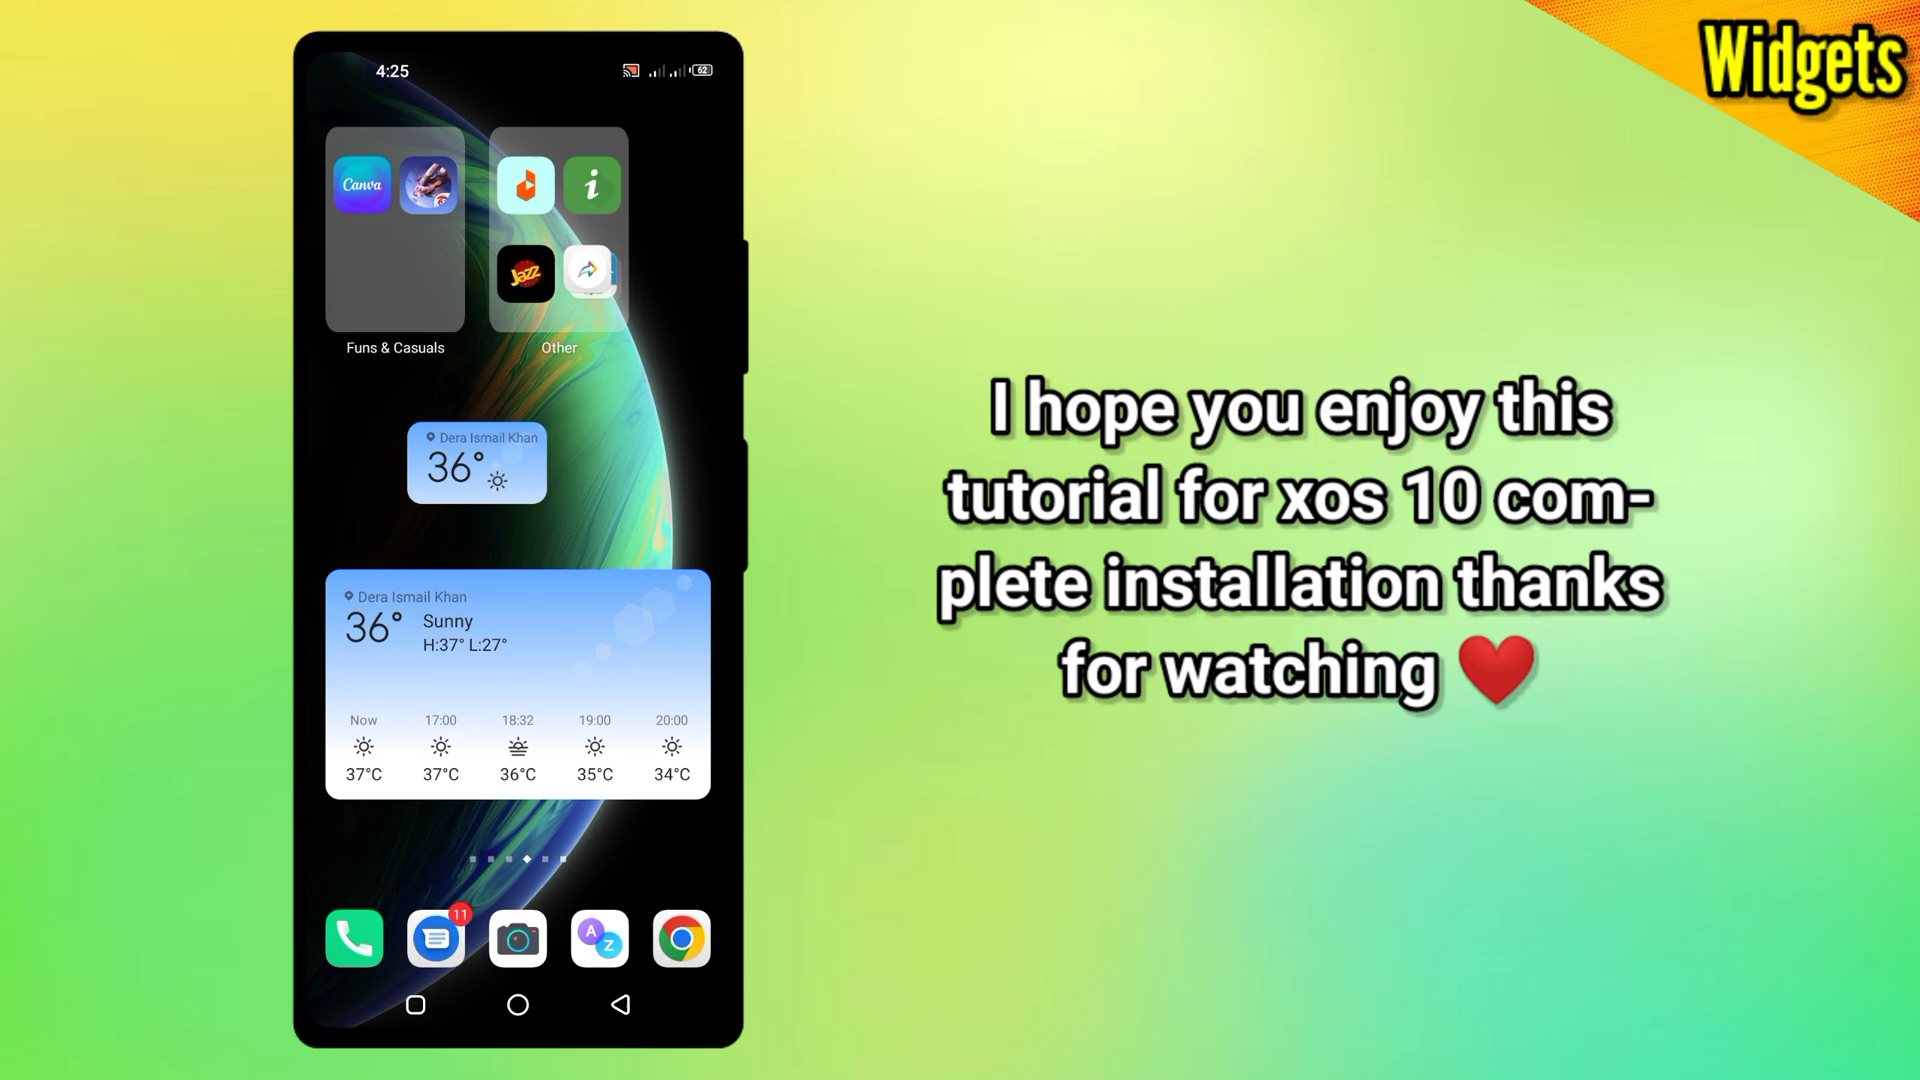 Widgets
4:25
62
Canva
i
Jazz
Funs & Casuals
Other
Dera Ismail Khan
36°
Dera Ismail Khan
36°
Sunny
H:37° L:27°
Now 17:00 18:32 19:00 20:00
37°C 37°C 36°C 35°C 34°C
11
A
Z
I hope you enjoy this
tutorial for xos 10 com-
plete installation thanks
for watching ❤️